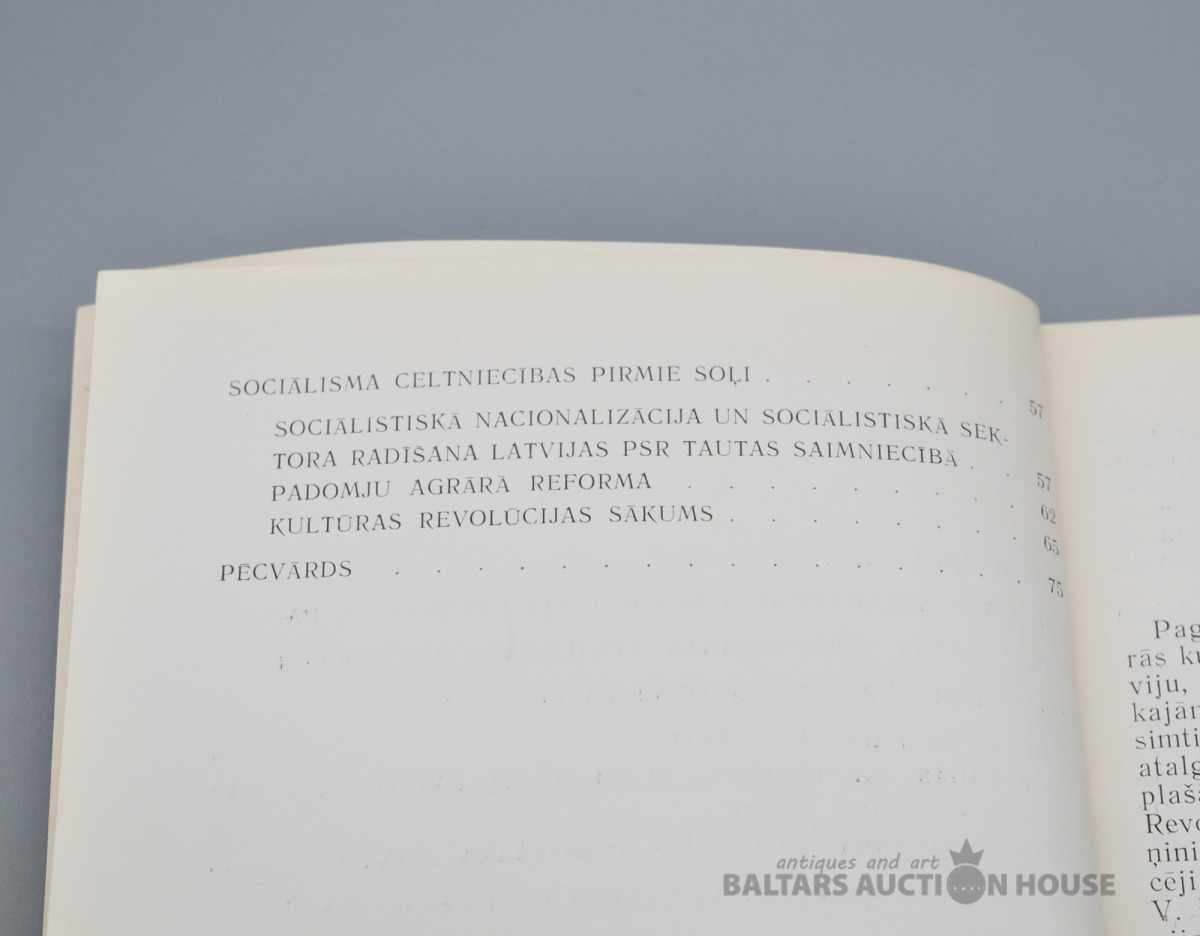 SOCIĀLISMA CELTNIECĪBAS PIRMIE SOĻI . . . . . . . 57
SOCIĀLISTISKĀ NACIONALIZĀCIJA UN SOCIĀLISTISKĀ SEK-
TORA RADĪŠANA LATVIJAS PSR TAUTAS SAIMNIECĪBĀ . . 57
PADOMJU AGRĀRĀ REFORMA . . . . . . . . . 62
KULTŪRAS REVOLŪCIJAS SĀKUMS . . . . . . . . 65
PĒCVĀRDS . . . . . . . . . . . . . . . . . 75
Pag
rās ku
viju,
kajār
simti
atalg
plaša
Revo
ņini
cēji
V.
antiques and art
BALTARS AUCTION HOUSE